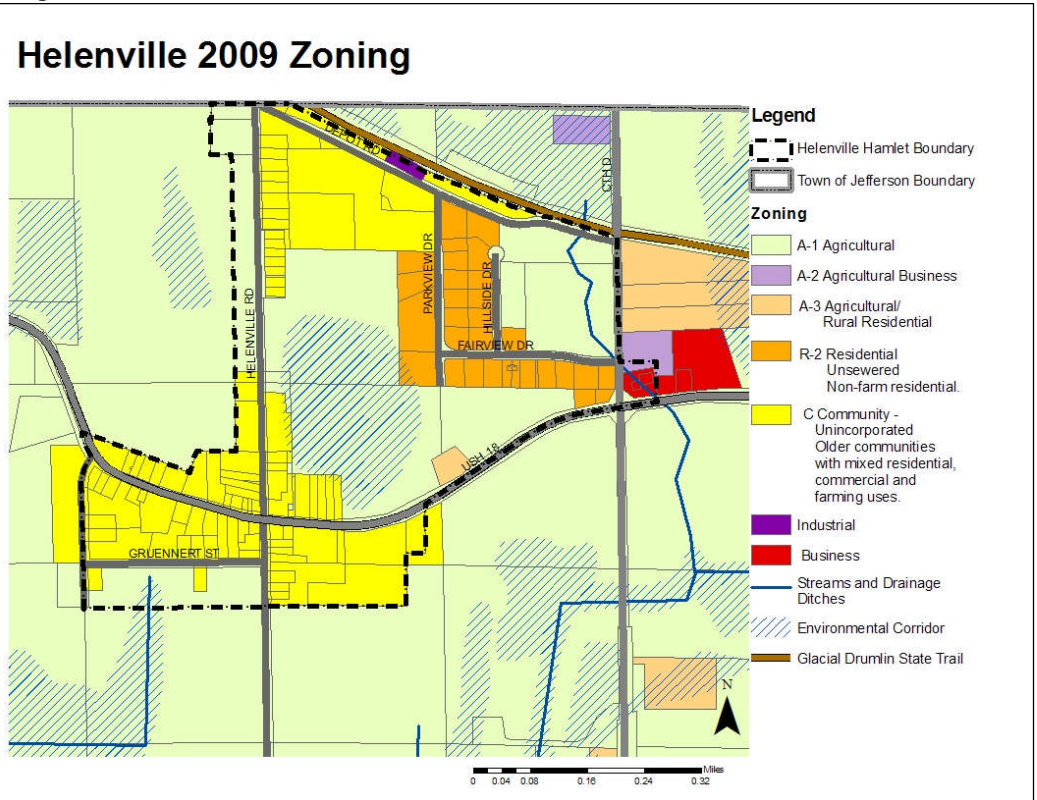 Helenville 2009 Zoning
DEPOT RD
CTH D
PARKVIEW DR
HILLSIDE DR
HELENVILLE RD
FAIRVIEW DR
USH 18
GRUENNERT ST
N
Miles
0 0.04 0.08 0.16 0.24 0.32
Legend
Helenville Hamlet Boundary
Town of Jefferson Boundary
Zoning
A-1 Agricultural
A-2 Agricultural Business
A-3 Agricultural/
Rural Residential
R-2 Residential
Unsewered
Non-farm residential.
C Community -
Unincorporated
Older communities
with mixed residential,
commercial and
farming uses.
Industrial
Business
Streams and Drainage
Ditches
Environmental Corridor
Glacial Drumlin State Trail